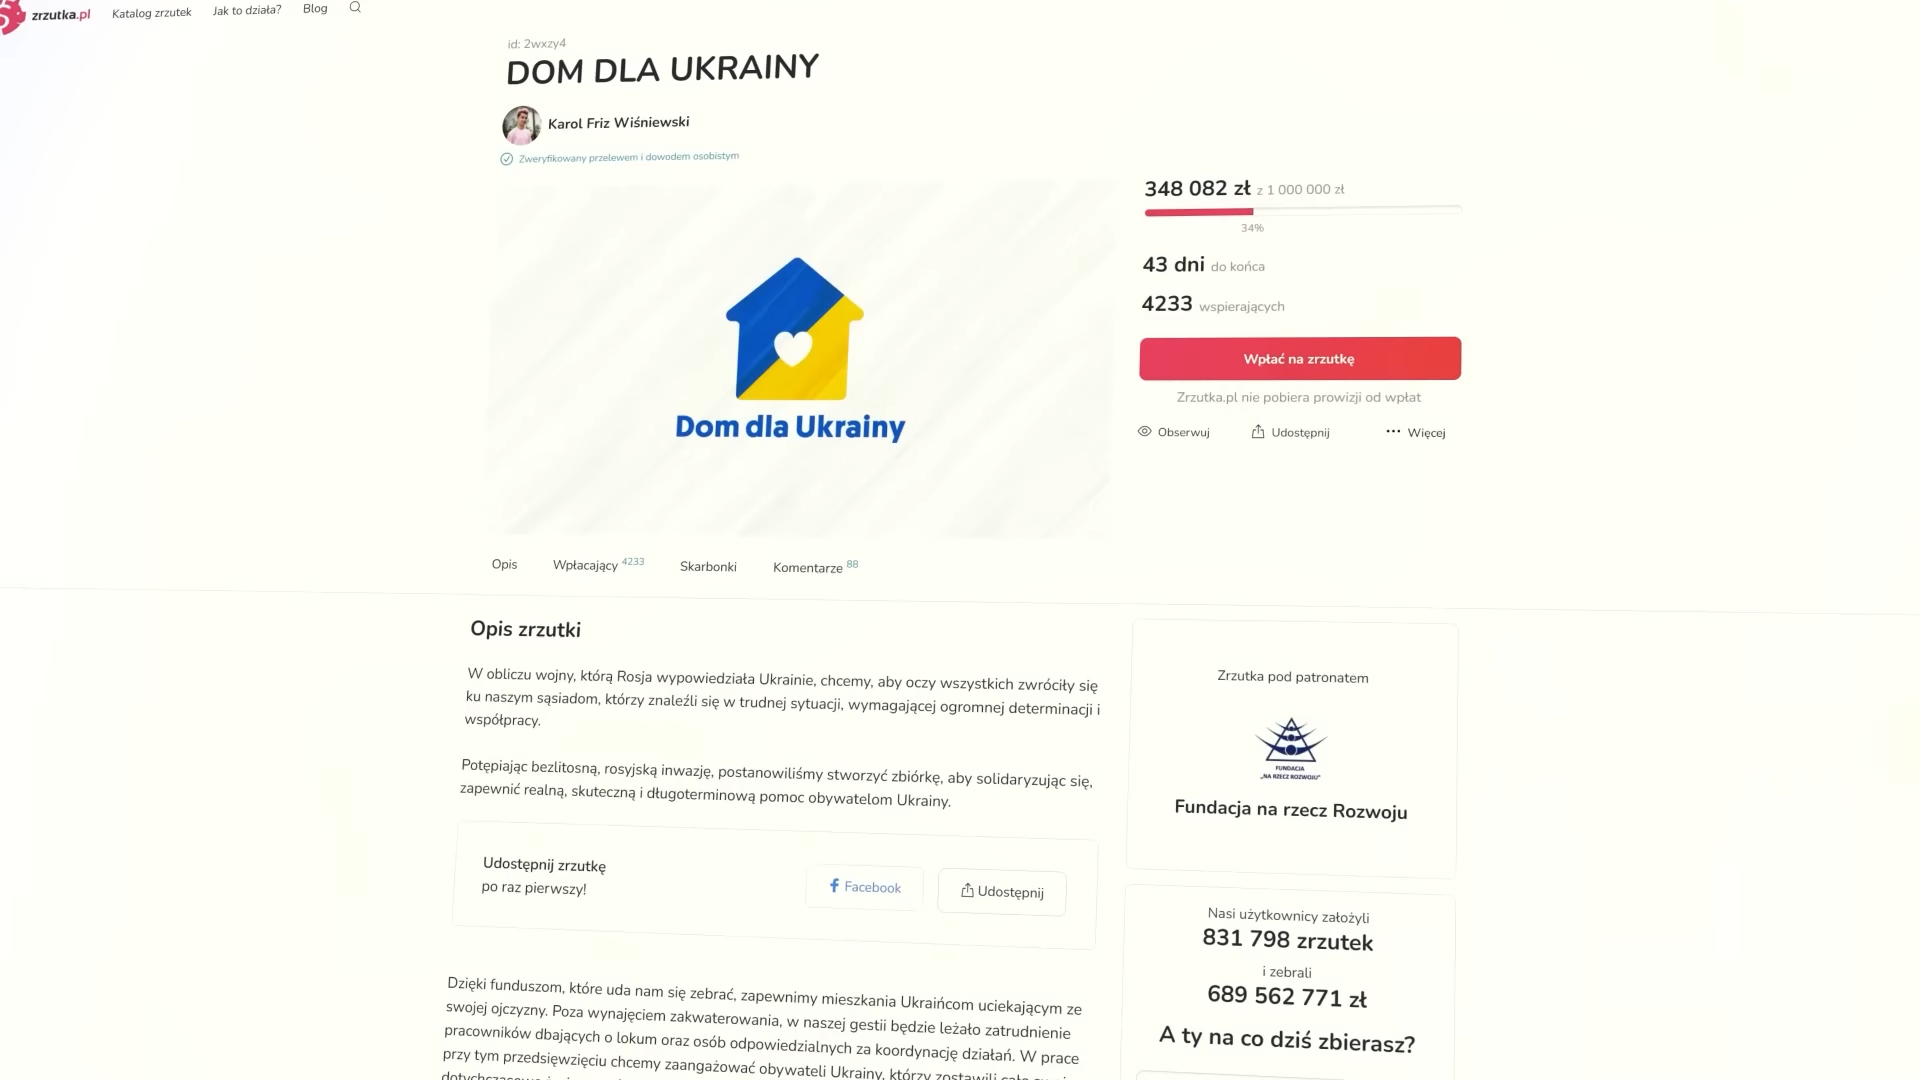 zrzutka.pl Katalog zrzutek Jak to działa? Blog
id: 2wxzy4
DOM DLA UKRAINY
Karol Friz Wiśniewski
Zweryfikowany przelewem i dowodem osobistym
348 082 zł z 1 000 000 zł
34%
43 dni do końca
4233 wspierających
Wpłać na zrzutkę
Zrzutka.pl nie pobiera prowizji od wpłat
Obserwuj Udostępnij ••• Więcej
Dom dla Ukrainy
Opis Wpłacający 4233 Skarbonki Komentarze 88
Opis zrzutki
W obliczu wojny, którą Rosja wypowiedziała Ukrainie, chcemy, aby oczy wszystkich zwróciły się
ku naszym sąsiadom, którzy znaleźli się w trudnej sytuacji, wymagającej ogromnej determinacji i
współpracy.
Potępiając bezlitosną, rosyjską inwazję, postanowiliśmy stworzyć zbiórkę, aby solidaryzując się,
zapewnić realną, skuteczną i długoterminową pomoc obywatelom Ukrainy.
Udostępnij zrzutkę
po raz pierwszy!
Facebook
Udostępnij
Dzięki funduszom, które uda nam się zebrać, zapewnimy mieszkania Ukraińcom uciekającym ze
swojej ojczyzny. Poza wynajęciem zakwaterowania, w naszej gestii będzie leżało zatrudnienie
pracowników dbających o lokum oraz osób odpowiedzialnych za koordynację działań. W prace
przy tym przedsięwzięciu chcemy zaangażować obywateli Ukrainy, którzy zostawili całe
Zrzutka pod patronatem
FUNDACJA
„NA RZECZ ROZWOJU"
Fundacja na rzecz Rozwoju
Nasi użytkownicy założyli
831 798 zrzutek
i zebrali
689 562 771 zł
A ty na co dziś zbierasz?